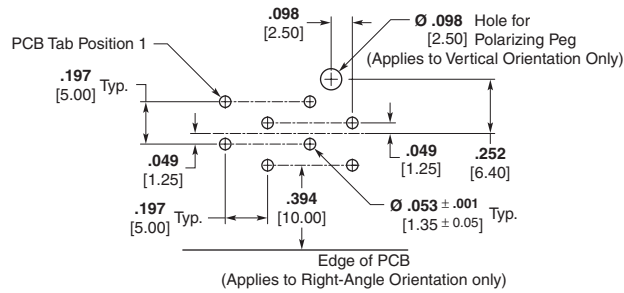 .098
[2.50]
Ø .098 Hole for
[2.50] Polarizing Peg
(Applies to Vertical Orientation Only)
PCB Tab Position 1
.197 Typ.
[5.00]
.049
[1.25]
.049
[1.25]
.252
[6.40]
.197 Typ.
[5.00]
.394
[10.00]
Ø .053 ± .001 Typ.
[1.35 ± 0.05]
Edge of PCB
(Applies to Right-Angle Orientation only)